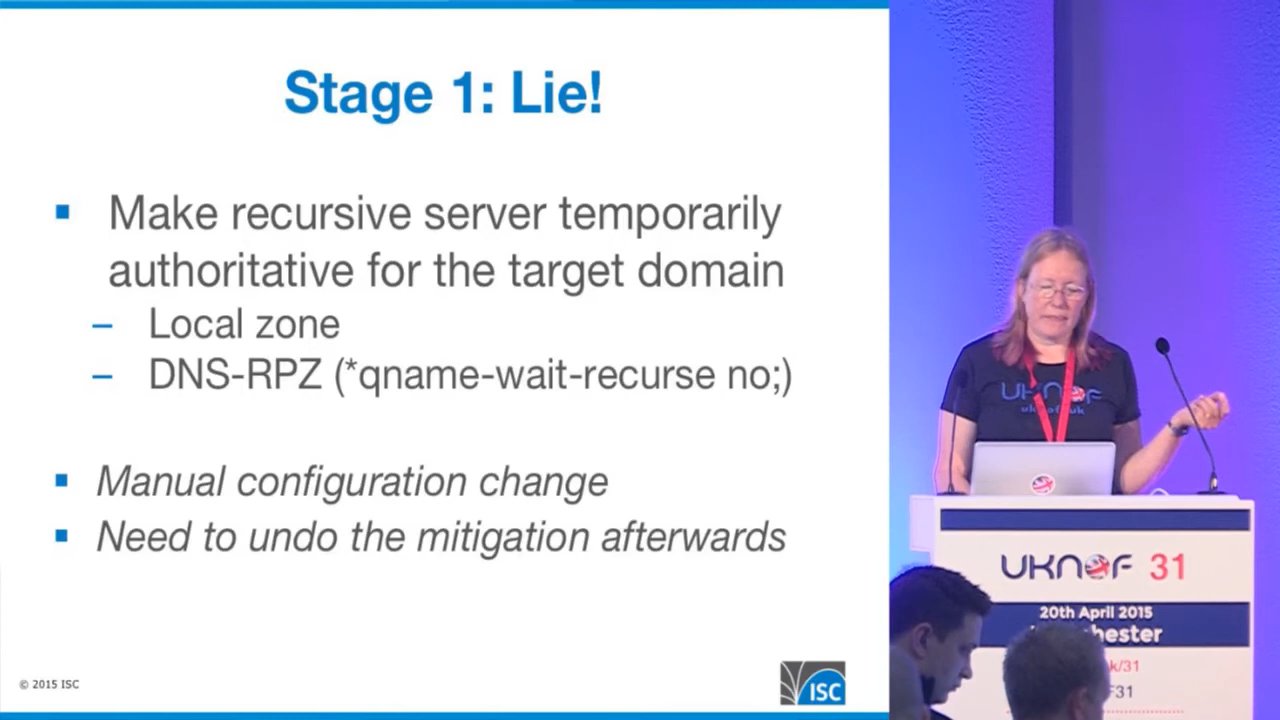 Stage 1: Lie!
Make recursive server temporarily
authoritative for the target domain
– Local zone
– DNS-RPZ (*qname-wait-recurse no;)
Manual configuration change
Need to undo the mitigation afterwards
© 2015 ISC
ISC
UKNOF
uknof.uk
UKNOF 31
20th April 2015